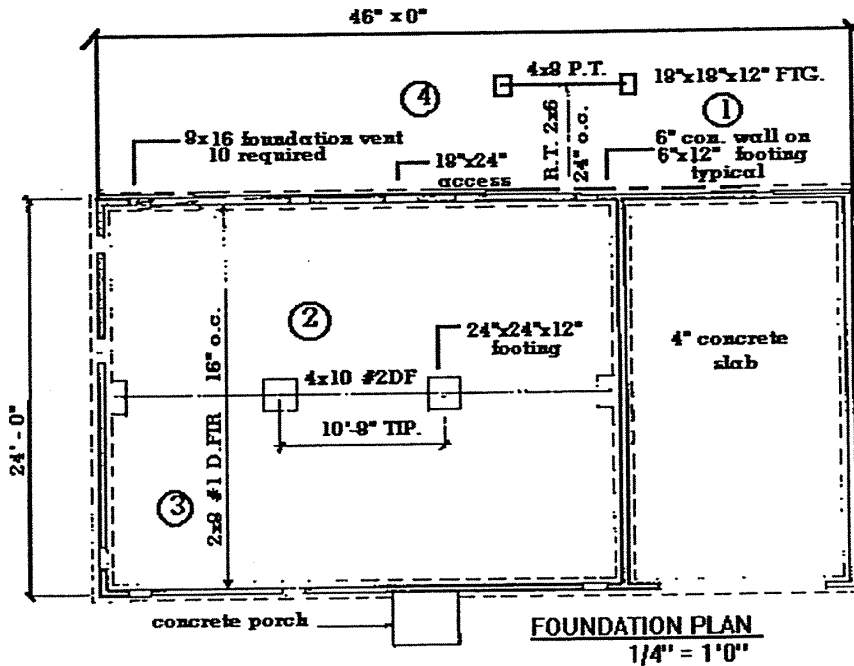 46" x 0"
4x8 P.T.
18"x18"x12" FTG.
4
1
8x16 foundation vent
10 required
18"x24"
access
R.T. 2x6
24" o.c.
6" con. wall on
6"x12" footing
typical
2
24"x24"x12"
footing
4" concrete
slab
4x10 #2DF
10'-8" TIP.
24'-0"
2x8 #1 D.FIR 16" o.c.
3
concrete porch
FOUNDATION PLAN
1/4" = 1'0"